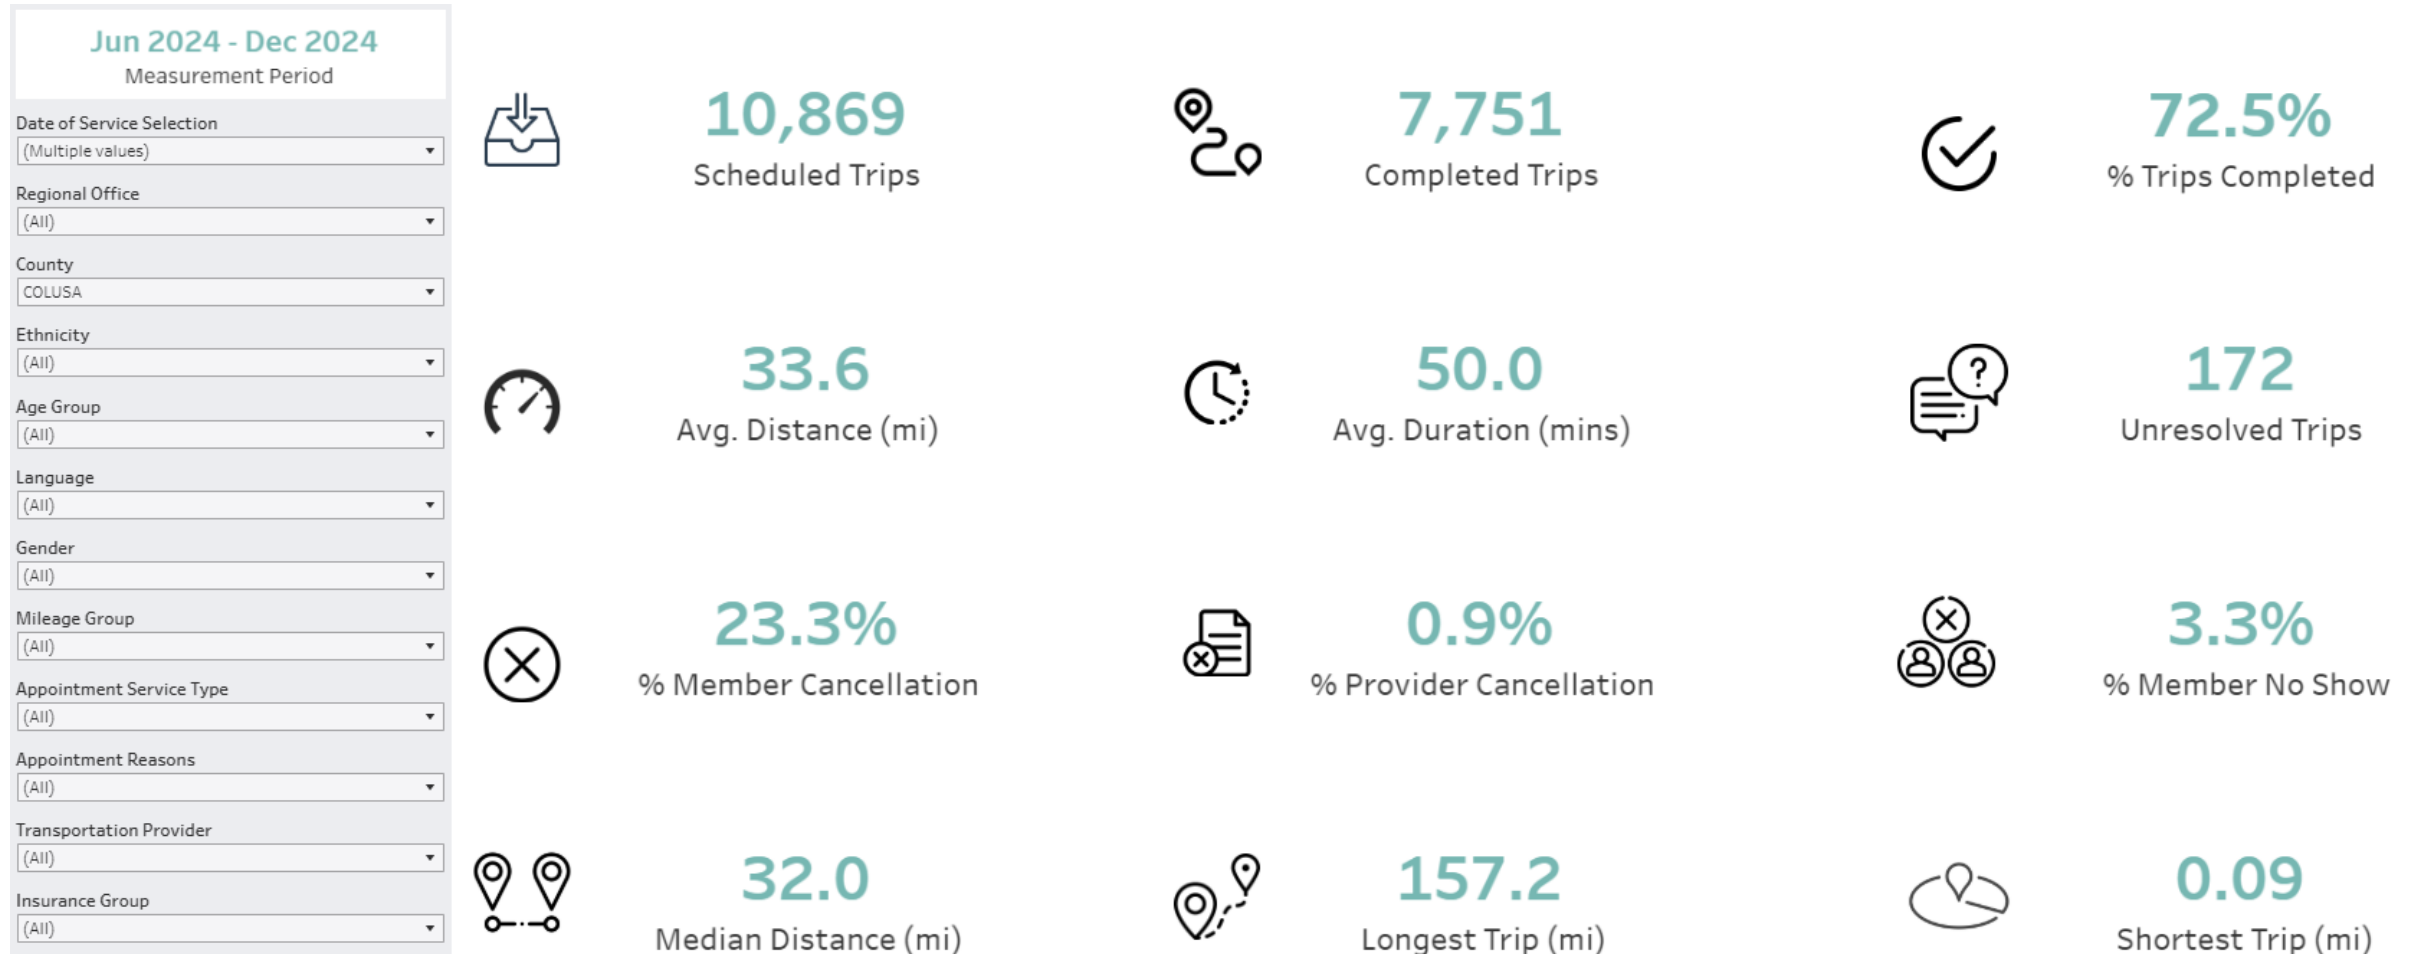 Jun 2024 - Dec 2024
Measurement Period
Date of Service Selection
(Multiple values)
Regional Office
(All)
County
COLUSA
Ethnicity
(All)
Age Group
(All)
Language
(All)
Gender
(All)
Mileage Group
(All)
Appointment Service Type
(All)
Appointment Reasons
(All)
Transportation Provider
(All)
Insurance Group
(All)
10,869
Scheduled Trips
7,751
Completed Trips
72.5%
% Trips Completed
33.6
Avg. Distance (mi)
50.0
Avg. Duration (mins)
?
172
Unresolved Trips
23.3%
% Member Cancellation
0.9%
% Provider Cancellation
3.3%
% Member No Show
32.0
Median Distance (mi)
157.2
Longest Trip (mi)
0.09
Shortest Trip (mi)